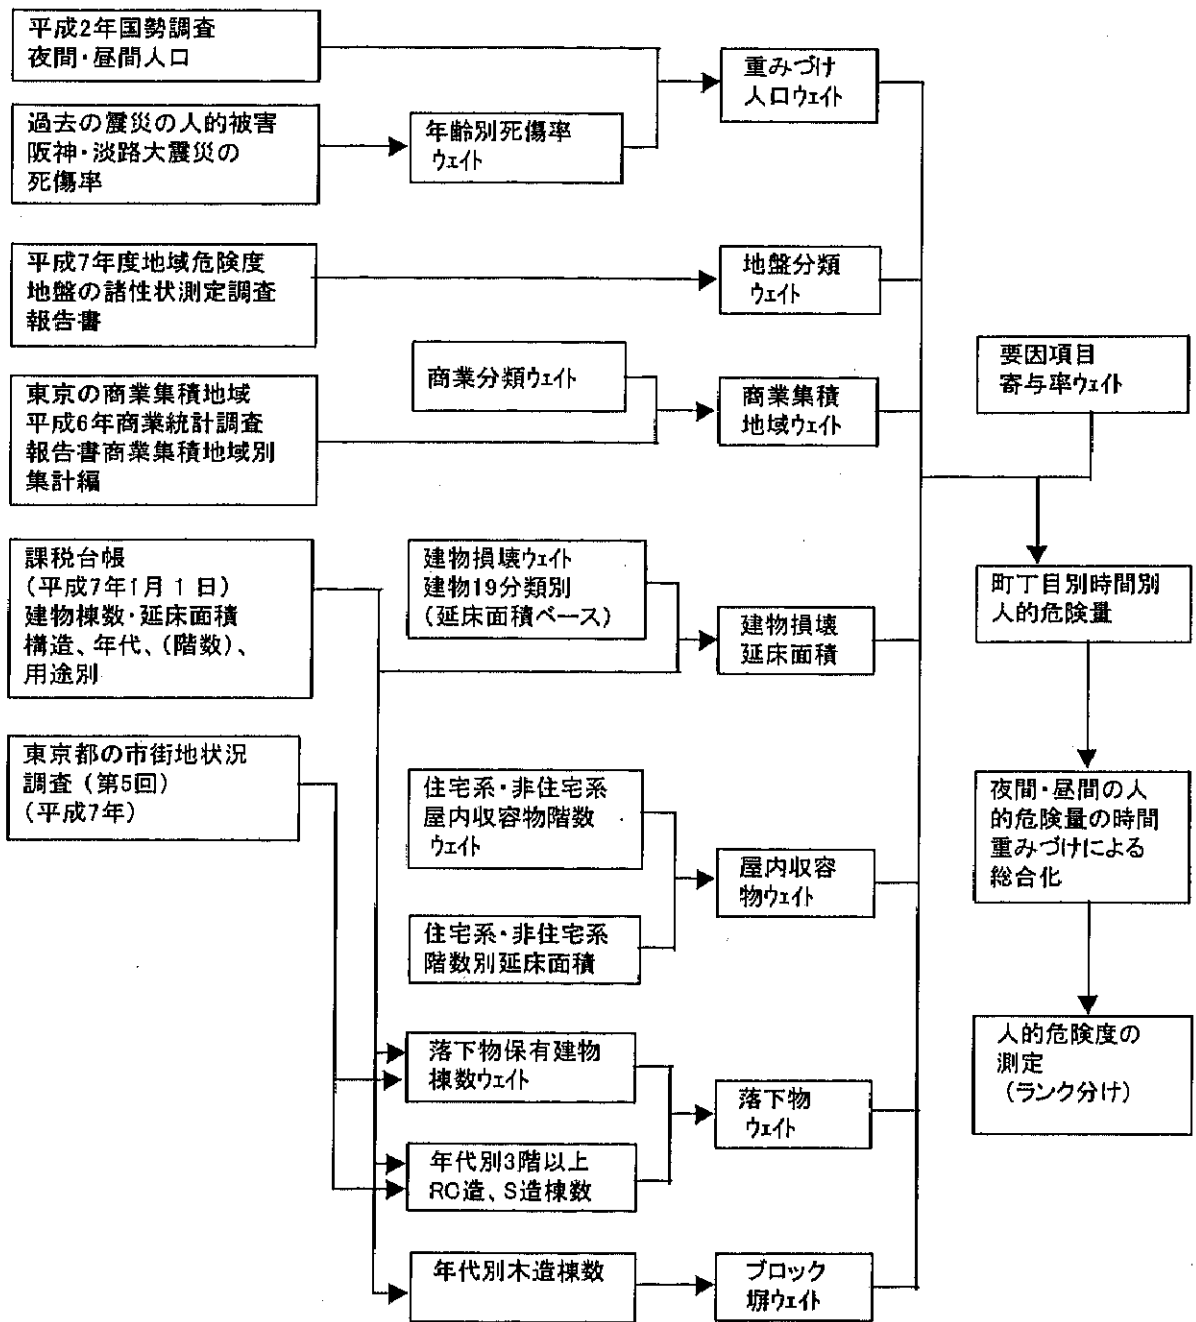 平成2年国勢調査
夜間・昼間人口
過去の震災の人的被害
阪神・淡路大震災の
死傷率
年齢別死傷率
ウェイト
重みづけ
人口ウェイト
平成7年度地域危険度
地盤の諸性状測定調査
報告書
地盤分類
ウェイト
東京の商業集積地域
平成6年商業統計調査
報告書商業集積地域別
集計編
商業分類ウェイト
商業集積
地域ウェイト
課税台帳
(平成7年1月1日)
建物棟数・延床面積
構造、年代、(階数)、
用途別
建物損壊ウェイト
建物19分類別
(延床面積ベース)
建物損壊
延床面積
東京都の市街地状況
調査(第5回)
(平成7年)
住宅系・非住宅系
屋内収容物階数
ウェイト
住宅系・非住宅系
階数別延床面積
屋内収容
物ウェイト
落下物保有建物
棟数ウェイト
年代別3階以上
RC造、S造棟数
落下物
ウェイト
年代別木造棟数
ブロック
塀ウェイト
要因項目
寄与率ウェイト
町丁目別時間別
人的危険量
夜間・昼間の人
的危険量の時間
重みづけによる
総合化
人的危険度の
測定
(ランク分け)